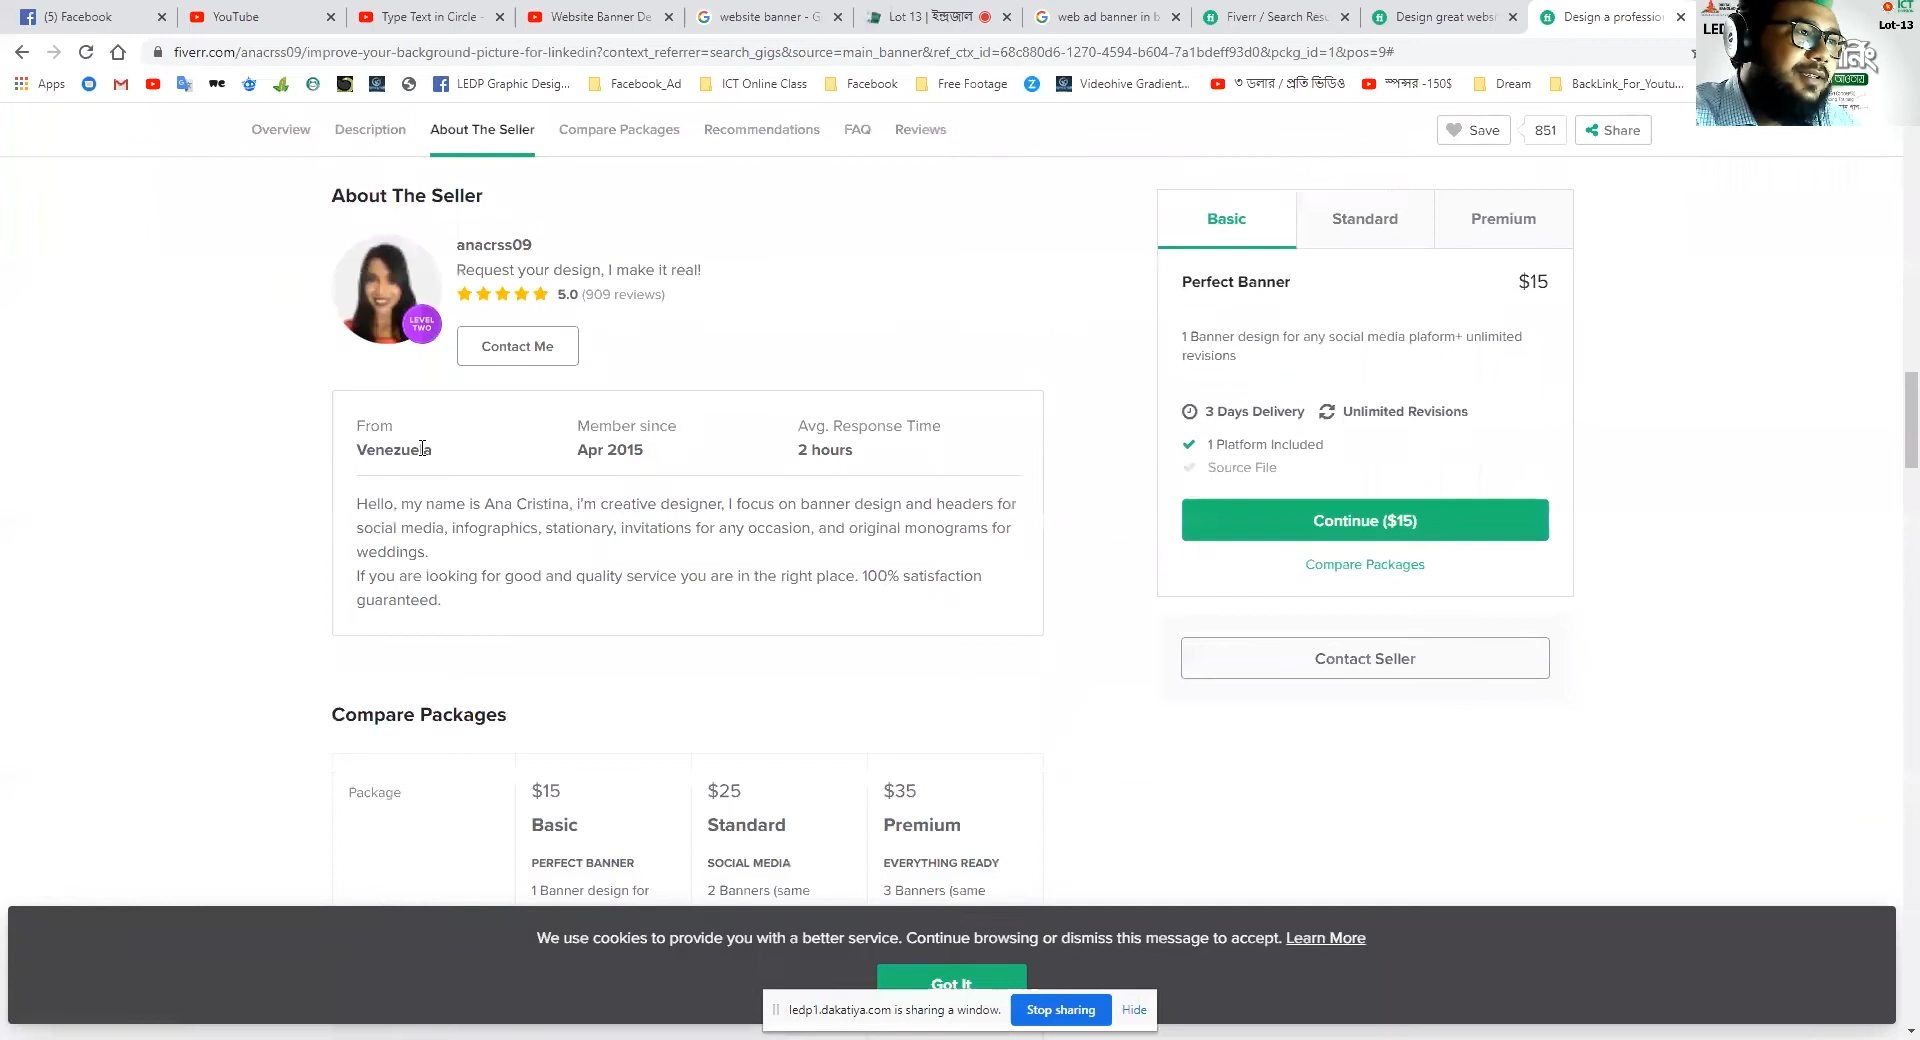 (5) Facebook
YouTube
Type Text in Circle -
Website Banner De
website banner - G
Lot 13 | ইন্দ্রজাল
web ad banner in b
Fiverr / Search Resu
Design great websi
Design a professio
fiverr.com/anacrss09/improve-your-background-picture-for-linkedin?context_referrer=search_gigs&source=main_banner&ref_ctx_id=68c880d6-1270-4594-b604-7a1bdeff93d0&pckg_id=1&pos=9#
Lot-13
Apps
LEDP Graphic Desig...
Facebook_Ad
ICT Online Class
Facebook
Free Footage
Videohive Gradient...
৩ ডলার / প্রতি ভিডিও
স্পন্সর -150$
Dream
BackLink_For_Youtu...
Overview
Description
About The Seller
Compare Packages
Recommendations
FAQ
Reviews
Save
851
Share
About The Seller
anacrss09
Request your design, I make it real!
5.0 (909 reviews)
LEVEL
TWO
Contact Me
From
Venezuela
Member since
Apr 2015
Avg. Response Time
2 hours
Hello, my name is Ana Cristina, i'm creative designer, I focus on banner design and headers for
social media, infographics, stationary, invitations for any occasion, and original monograms for
weddings.
If you are looking for good and quality service you are in the right place. 100% satisfaction
guaranteed.
Basic
Standard
Premium
Perfect Banner
$15
1 Banner design for any social media plaform+ unlimited
revisions
3 Days Delivery
Unlimited Revisions
1 Platform Included
Source File
Continue ($15)
Compare Packages
Contact Seller
Compare Packages
Package
$15
$25
$35
Basic
Standard
Premium
PERFECT BANNER
SOCIAL MEDIA
EVERYTHING READY
1 Banner design for
2 Banners (same
3 Banners (same
We use cookies to provide you with a better service. Continue browsing or dismiss this message to accept. Learn More
Got It
ledp1.dakatiya.com is sharing a window.
Stop sharing
Hide